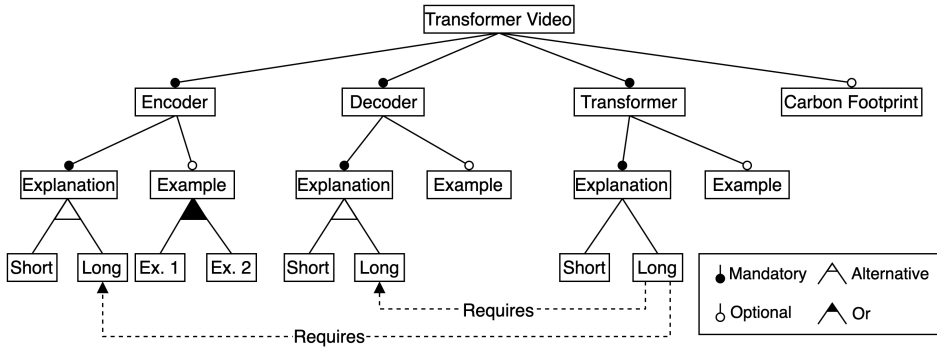 Transformer Video
Encoder
Decoder
Transformer
Carbon Footprint
Explanation
Example
Explanation
Example
Explanation
Example
Short
Long
Ex. 1
Ex. 2
Short
Long
Short
Long
Mandatory
Alternative
Requires
Optional
Or
Requires